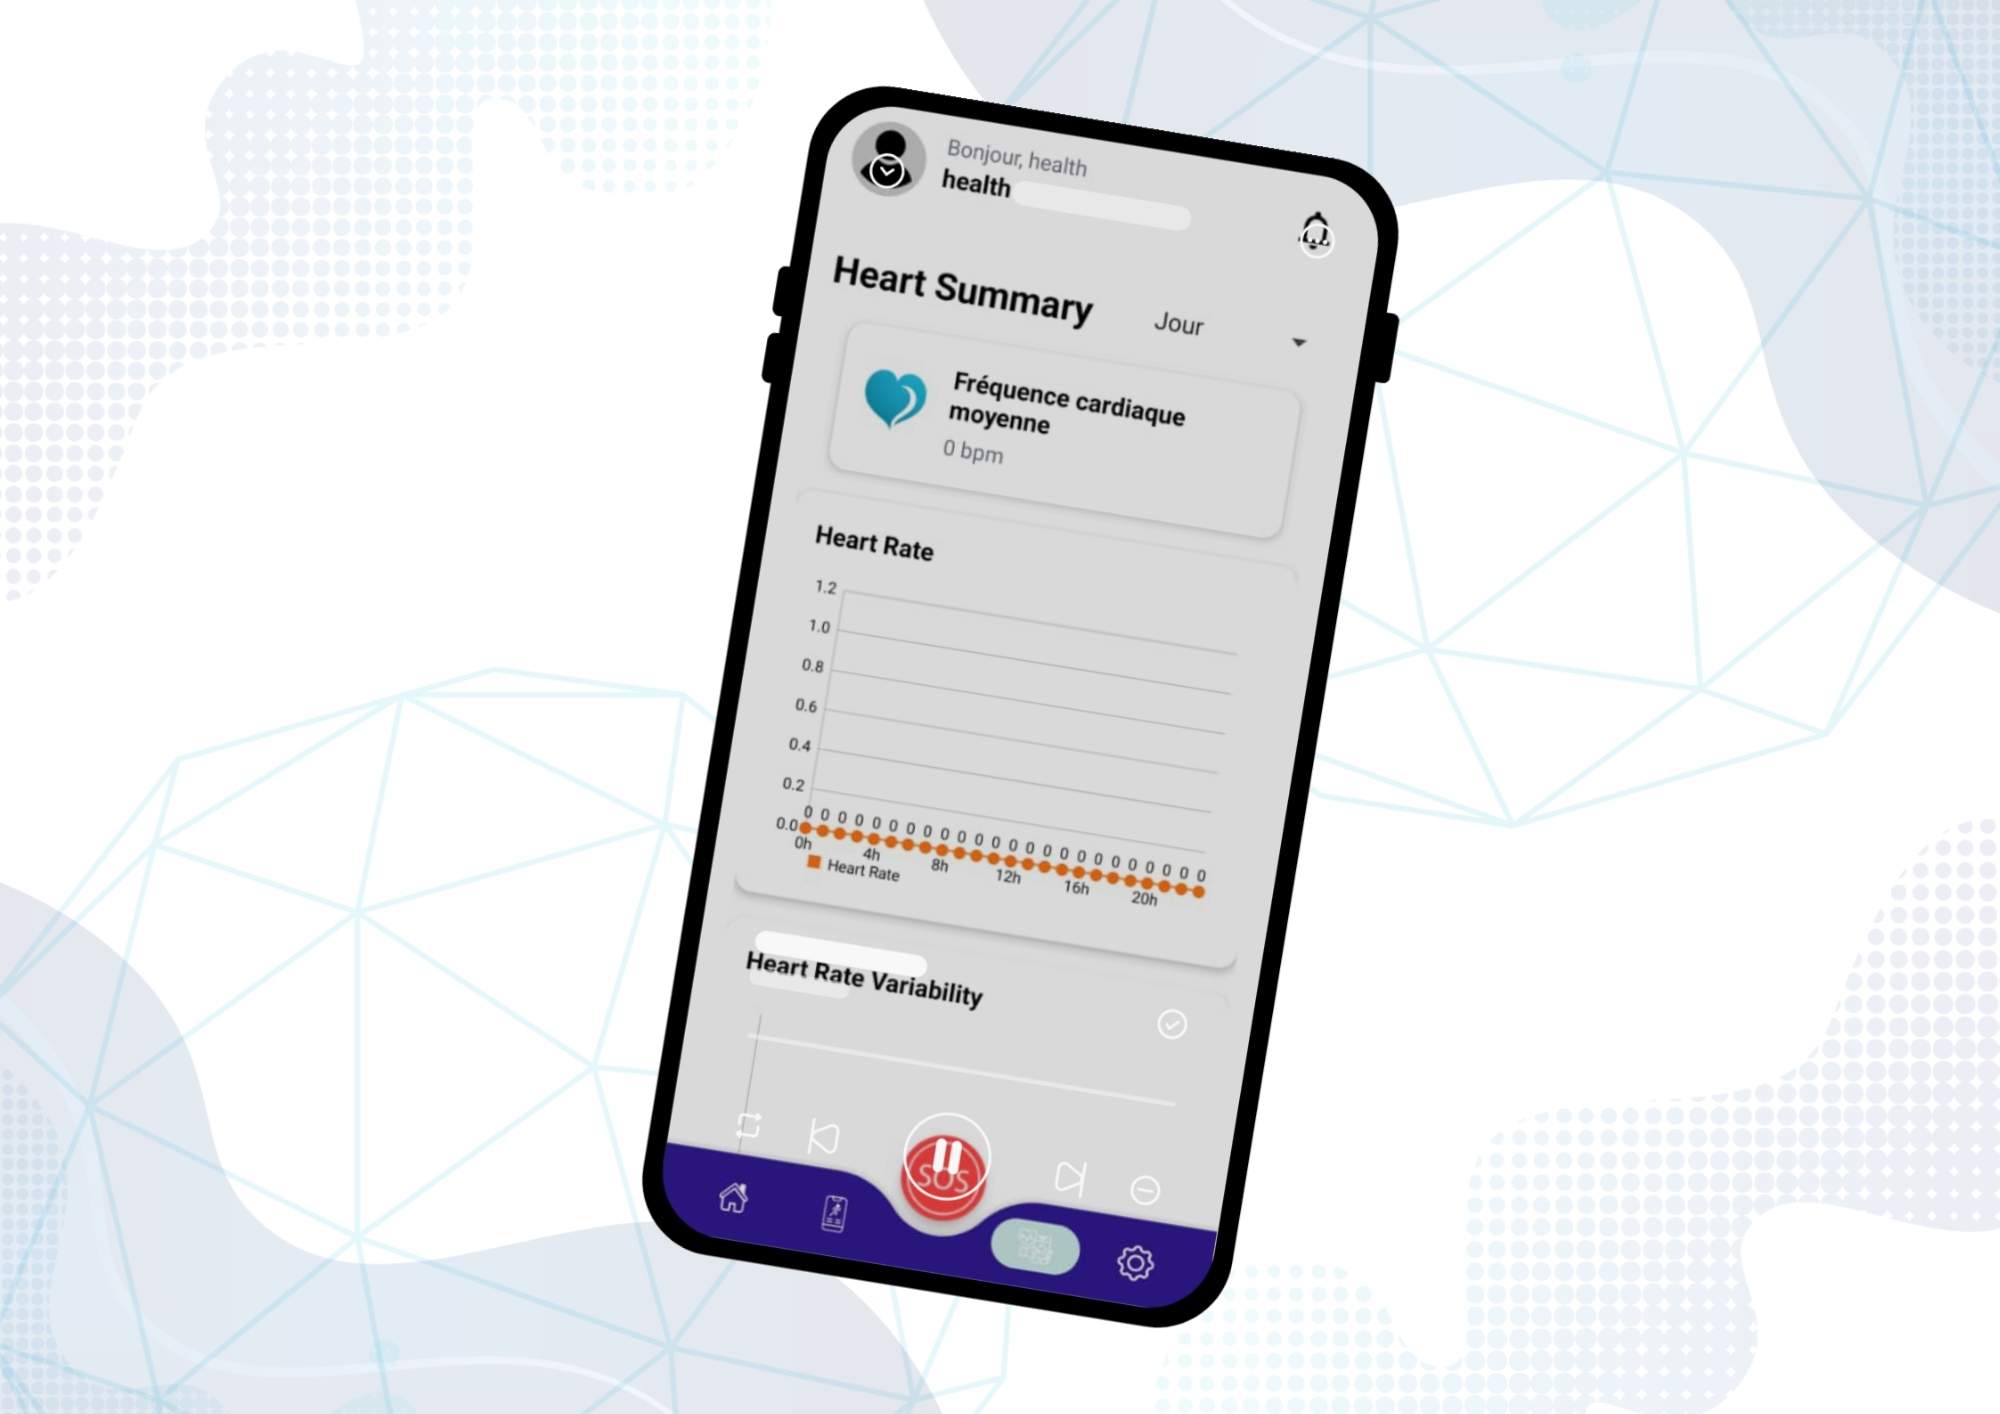 Bonjour, health
health
Heart Summary
Jour
Fréquence cardiaque
moyenne
0 bpm
Heart Rate
1.2
1.0
0.8
0.6
0.4
0.2
0.0
0 0 0 0 0 0 0 0 0 0 0 0 0 0 0 0 0 0 0 0 0 0 0 0
0h 4h 8h 12h 16h 20h
Heart Rate
Heart Rate Variability
SOS